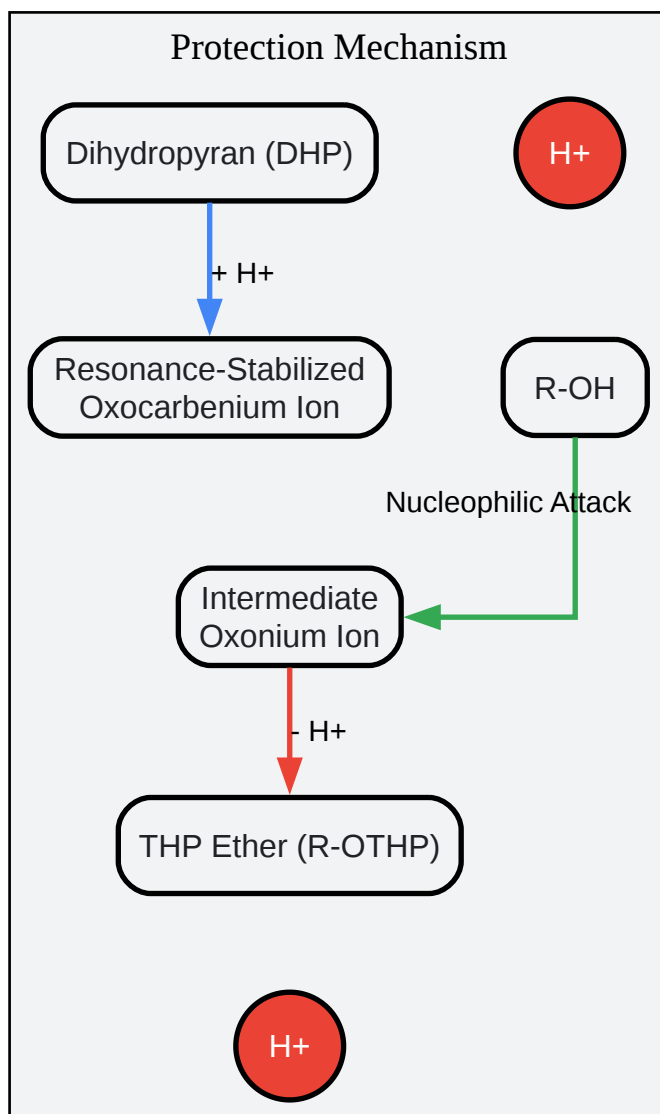 Protection Mechanism
Dihydropyran (DHP)
H+
+ H+
Resonance-Stabilized
Oxocarbenium Ion
R-OH
Nucleophilic Attack
Intermediate
Oxonium Ion
- H+
THP Ether (R-OTHP)
H+